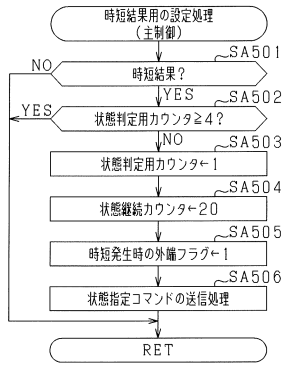 時短結果用の設定処理
(主制御)
SA501
NO
時短結果?
YES
SA502
YES
状態判定用カウンタ≧4?
NO
SA503
状態判定用カウンタ←1
SA504
状態継続カウンタ←20
SA505
時短発生時の外端フラグ←1
SA506
状態指定コマンドの送信処理
RET